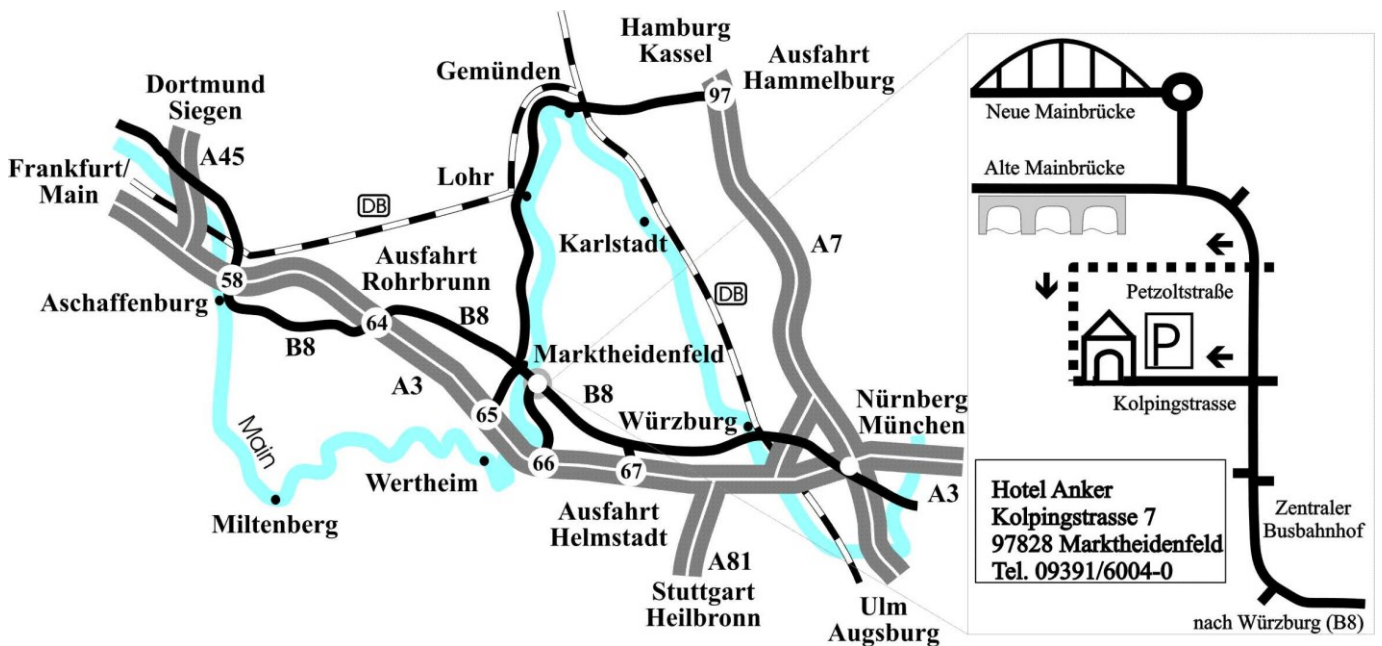 Hamburg
Kassel
Ausfahrt
Hammelburg
97
Gemünden
Dortmund
Siegen
A45
Frankfurt/
Main
Lohr
DB
Karlstadt
A7
Ausfahrt
Rohrbrunn
58
Aschaffenburg
64
B8
B8
DB
Marktheidenfeld
A3
B8
65
Würzburg
Nürnberg
München
Main
66
67
Wertheim
A3
Miltenberg
Ausfahrt
Helmstadt
A81
Stuttgart
Heilbronn
Ulm
Augsburg
Neue Mainbrücke
Alte Mainbrücke
Petzoltstraße
P
Kolpingstrasse
Hotel Anker
Kolpingstrasse 7
97828 Marktheidenfeld
Tel. 09391/6004-0
Zentraler
Busbahnhof
nach Würzburg (B8)